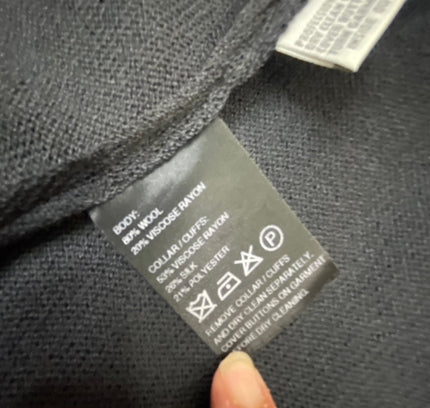 BODY:
80% WOOL
20% VISCOSE RAYON
COLLAR / CUFFS:
53% VISCOSE RAYON
26% SILK
21% POLYESTER
P
REMOVE COLLAR / CUFFS
AND DRY CLEAN SEPARATELY.
COVER BUTTONS ON GARMENT
BEFORE DRY CLEANING.